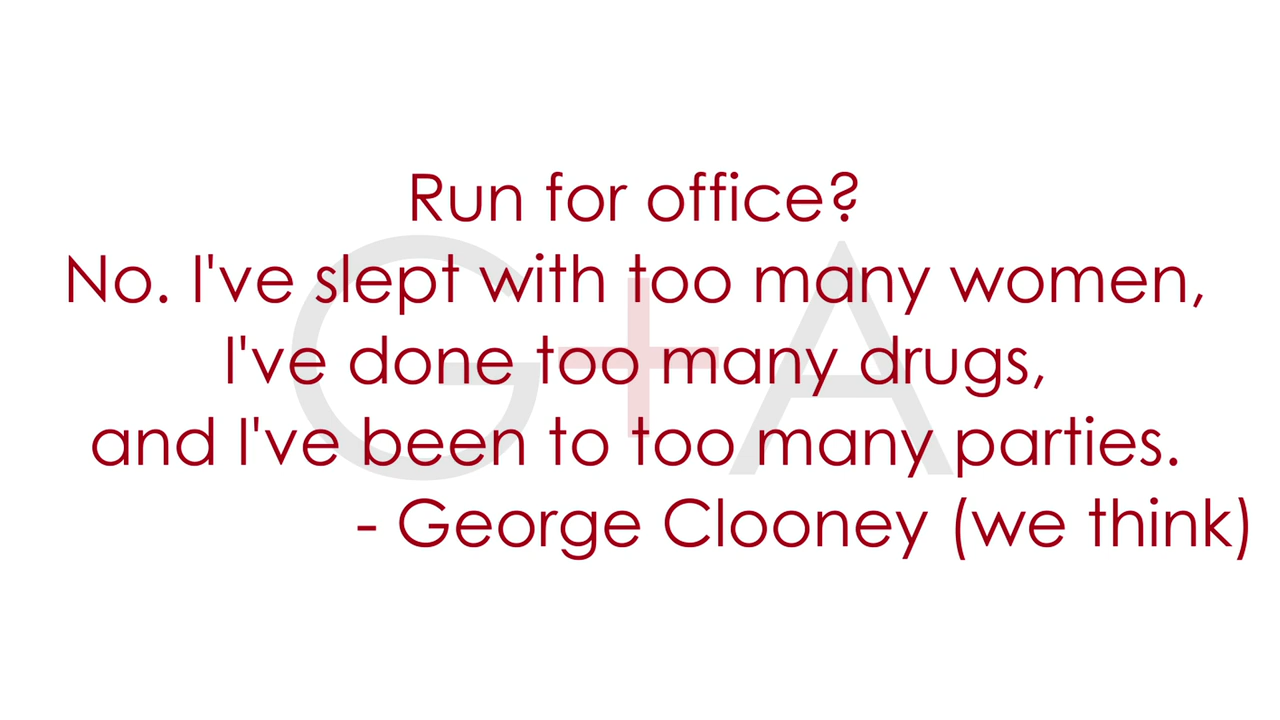 Run for office?
No. I've slept with too many women,
I've done too many drugs,
and I've been to too many parties.
- George Clooney (we think)
G+A